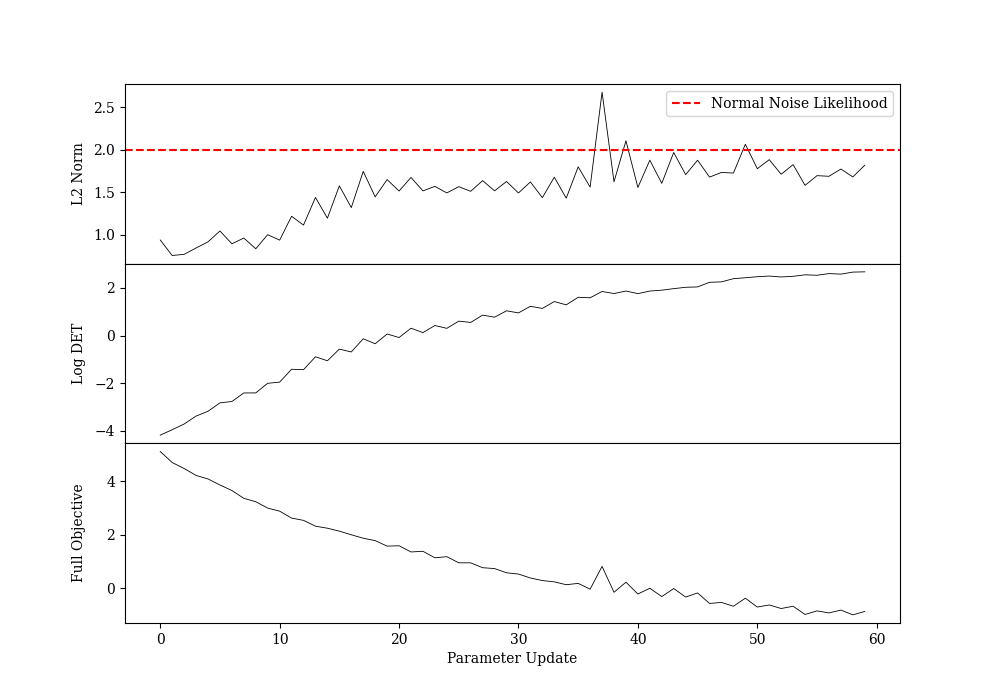 2.5
2.0
1.5
1.0
L2 Norm
Normal Noise Likelihood
2
0
−2
−4
Log DET
4
2
0
Full Objective
0 10 20 30 40 50 60
Parameter Update